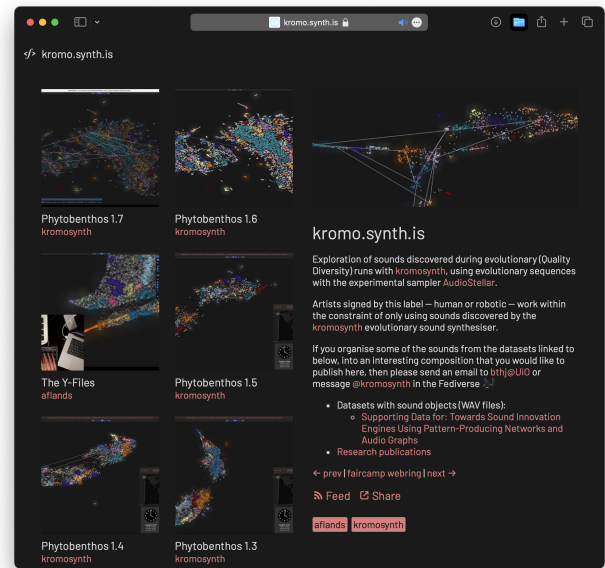 kromo.synth.is
kromo.synth.is
Phytobenthos 1.7
kromosynth
Phytobenthos 1.6
kromosynth
The Y-Files
aflands
Phytobenthos 1.5
kromosynth
Phytobenthos 1.4
kromosynth
Phytobenthos 1.3
kromosynth
kromo.synth.is
Exploration of sounds discovered during evolutionary (Quality
Diversity) runs with kromosynth, using evolutionary sequences
with the experimental sampler AudioStellar.
Artists signed by this label — human or robotic — work within
the constraint of only using sounds discovered by the
kromosynth evolutionary sound synthesiser.
If you organise some of the sounds from the datasets linked to
below, into an interesting composition that you would like to
publish here, then please send an email to bthj@UiO or
message @kromosynth in the Fediverse 🎶
• Datasets with sound objects (WAV files):
◦ Supporting Data for: Towards Sound Innovation
Engines Using Pattern-Producing Networks and
Audio Graphs
• Research publications
← prev | faircamp webring | next →
Feed Share
aflands kromosynth